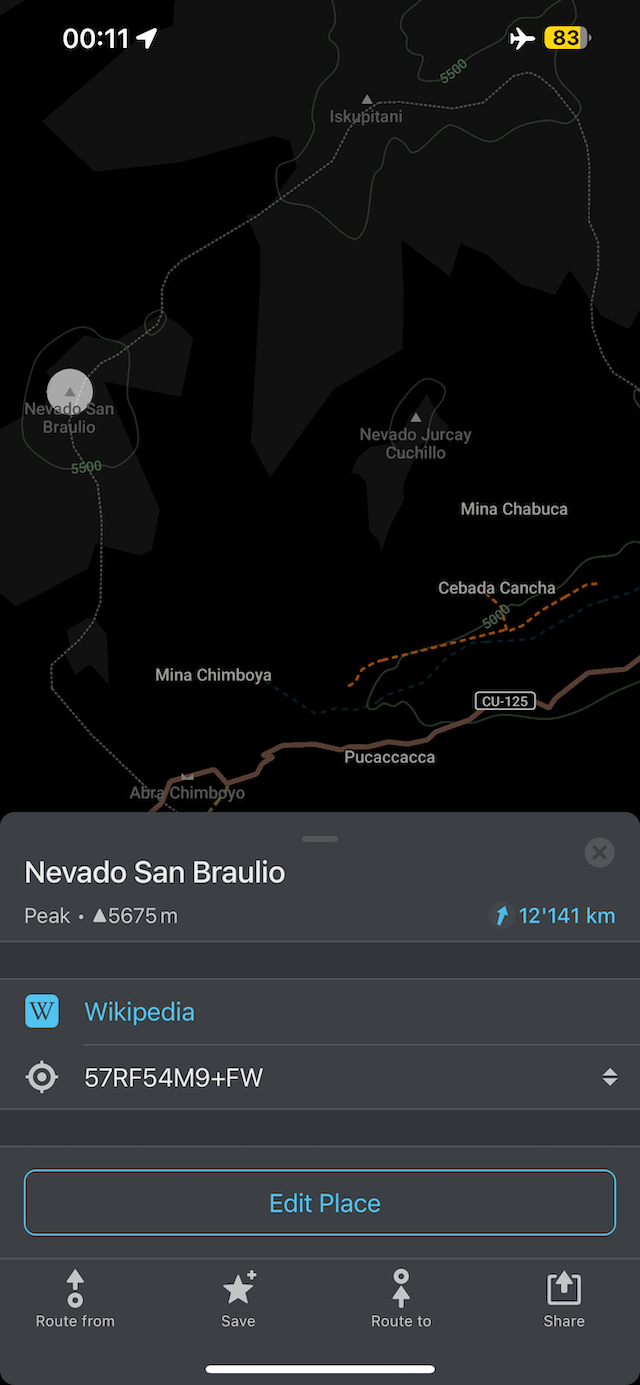 00:11
83
5500
Iskupitani
Nevado San
Braulio
5500
Nevado Jurcay
Cuchillo
Mina Chabuca
Cebada Cancha
5000
Mina Chimboya
CU-125
Pucaccacca
Abra Chimboyo
Nevado San Braulio
Peak • ▲5675 m
12'141 km
W
Wikipedia
57RF54M9+FW
Edit Place
Route from
Save
Route to
Share